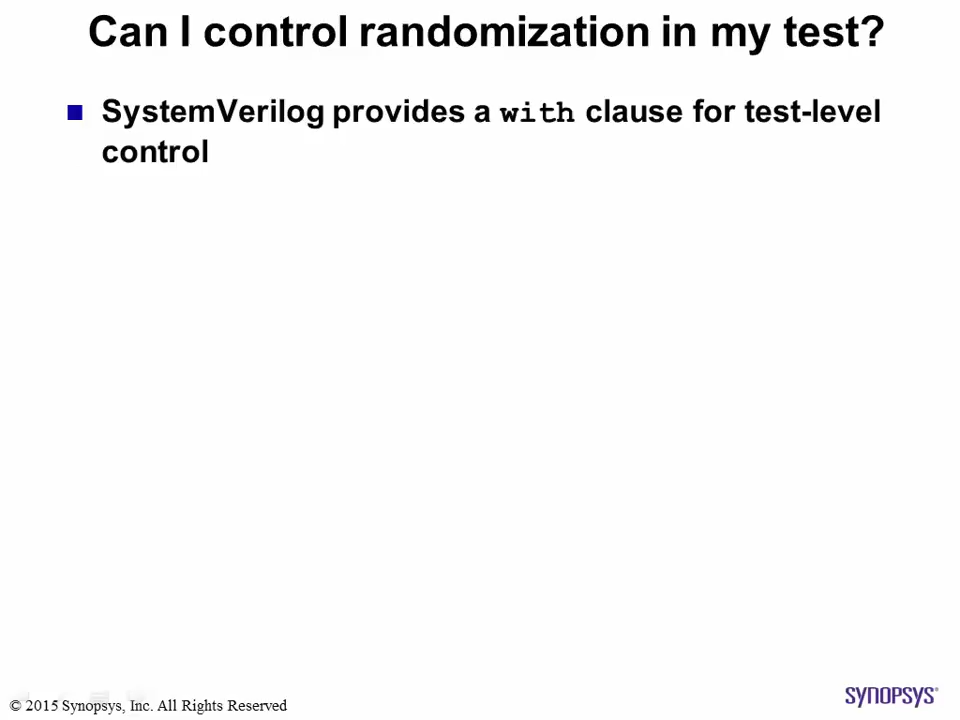 Can I control randomization in my test?
SystemVerilog provides a with clause for test-level
control
© 2015 Synopsys, Inc. All Rights Reserved
SYNOPSYS®